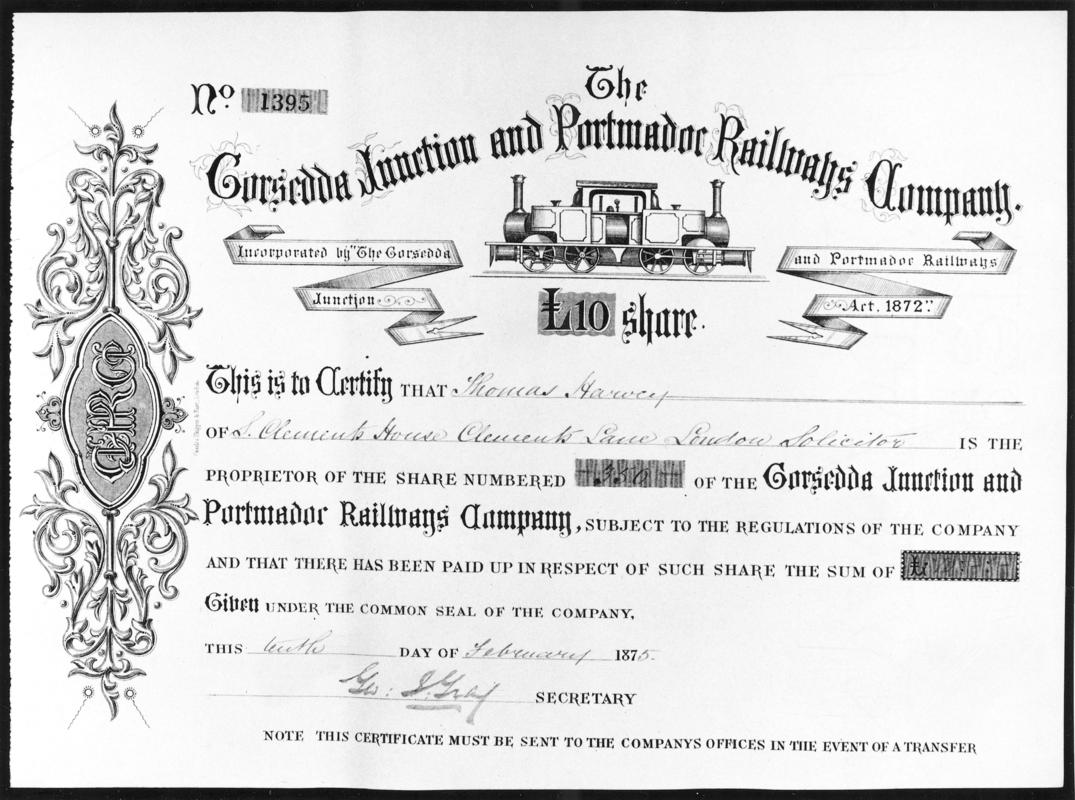 No. 1395
The
Gorsedda Junction and Portmadoc Railways Company.
Incorporated by "The Gorsedda
Junction
and Portmadoc Railways
Act, 1872".
£10 share.
This is to Certify THAT Thomas Harvey
OF St. Clements House Clements Lane London Solicitor IS THE
PROPRIETOR OF THE SHARE NUMBERED 350 OF THE Gorsedda Junction and
Portmadoc Railways Company, SUBJECT TO THE REGULATIONS OF THE COMPANY
AND THAT THERE HAS BEEN PAID UP IN RESPECT OF SUCH SHARE THE SUM OF £
Given UNDER THE COMMON SEAL OF THE COMPANY,
THIS tenth DAY OF February 1875.
Geo: SECRETARY
NOTE THIS CERTIFICATE MUST BE SENT TO THE COMPANYS OFFICES IN THE EVENT OF A TRANSFER